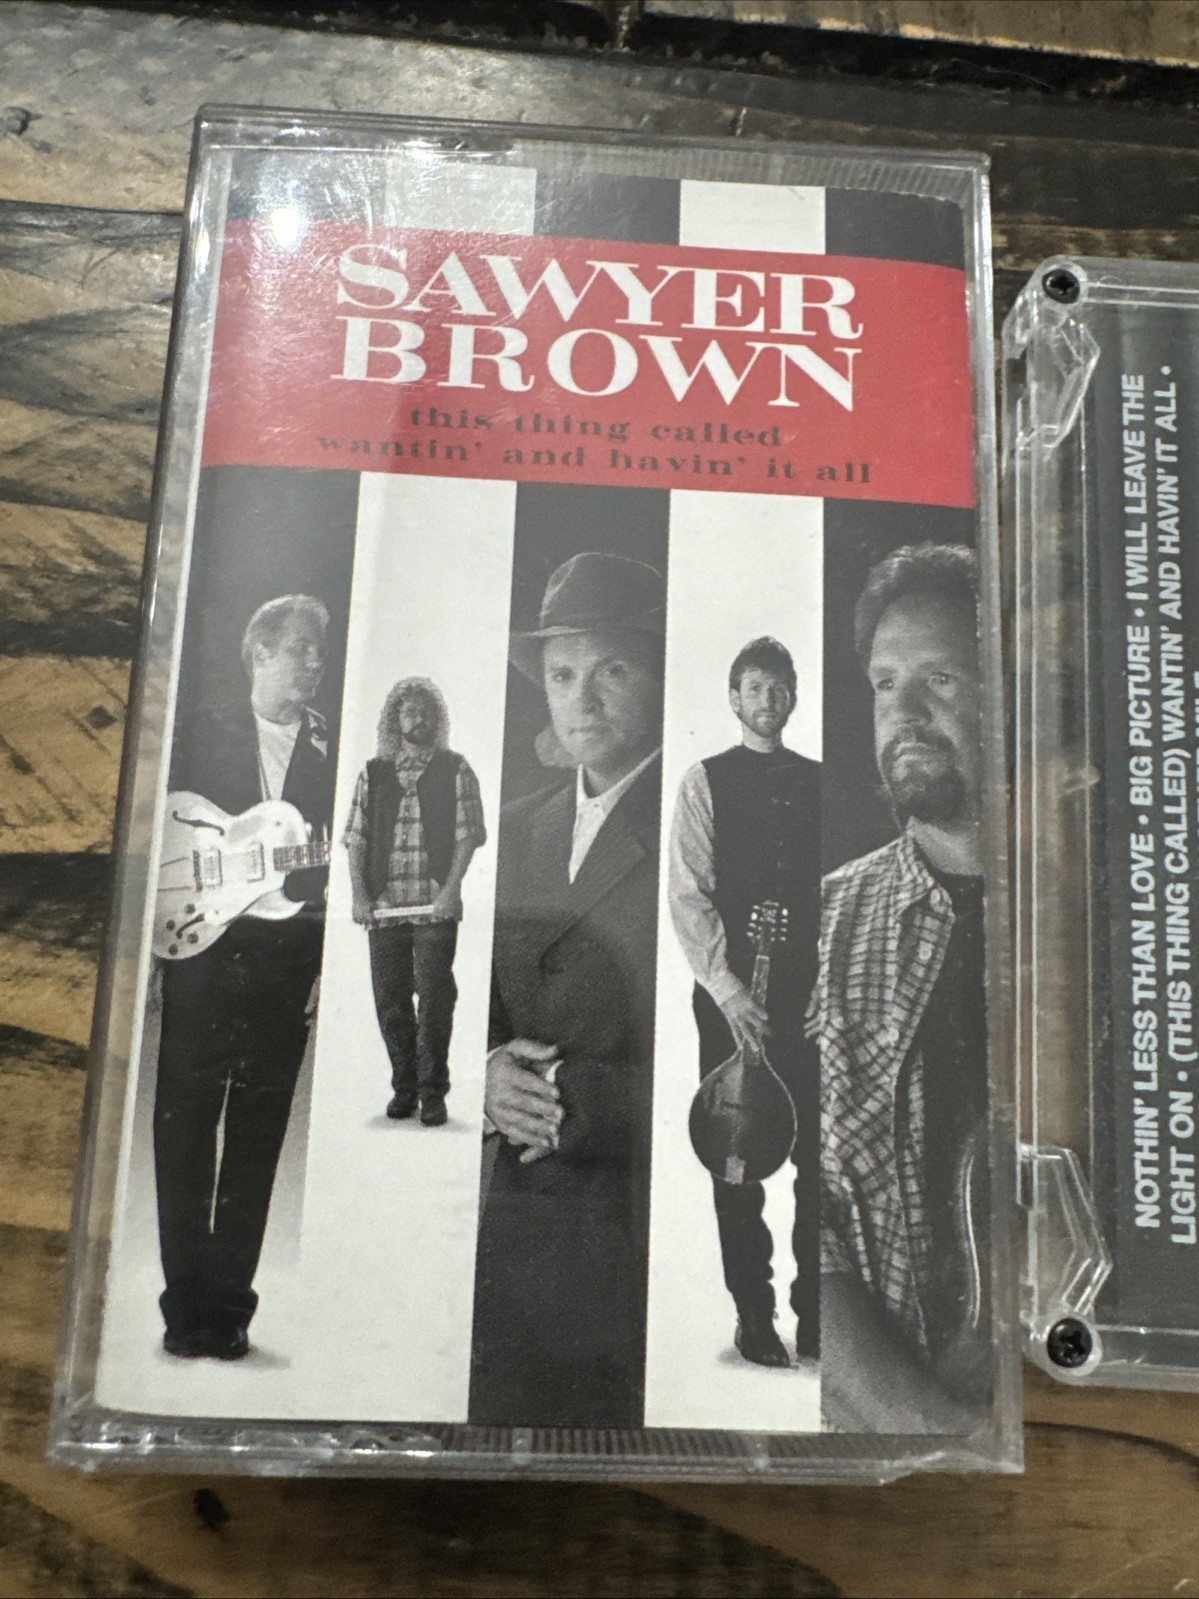 SAWYER
BROWN
this thing called
wantin' and havin' it all
NOTHIN' LESS THAN LOVE • BIG PICTURE • I WILL LEAVE THE
LIGHT ON • (THIS THING CALLED) WANTIN' AND HAVIN' IT ALL •